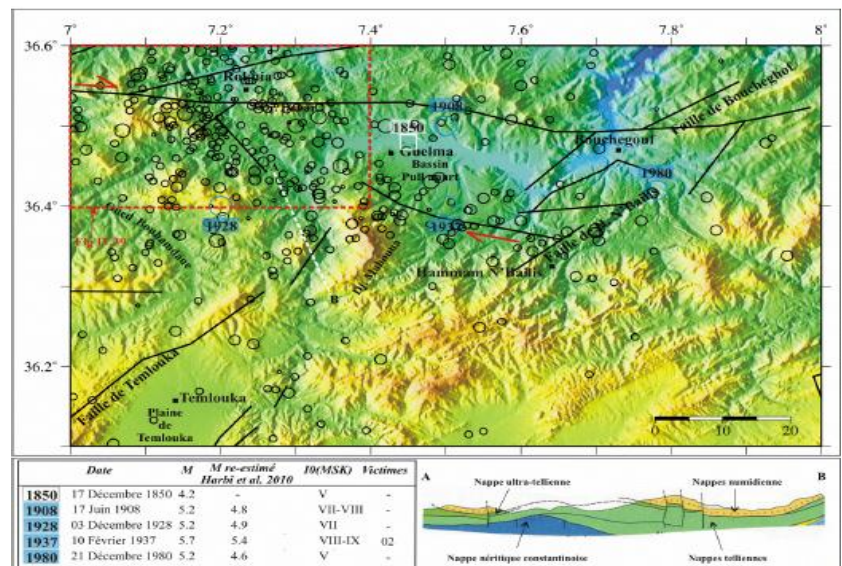 7° 7.2° 7.4° 7.6° 7.8° 8°
36.6°
36.4°
36.2°
Roknia
1908
1850
Guelma
Bassin
Pull apart
Bouchegouf
Faille de Bouchegouf
1980
1928
1937
Faille de H. N'Bails
Hammam N'Bails
B
Faille de Temlouka
Temlouka
Plaine
de
Temlouka
0 10 20
Date M M re-estimé I0(MSK) Victimes
Harbi et al. 2010
1850 17 Décembre 1850 4.2 - V -
1908 17 Juin 1908 5.2 4.8 VII-VIII -
1928 03 Décembre 1928 5.2 4.9 VII -
1937 10 Février 1937 5.7 5.4 VIII-IX 02
1980 21 Décembre 1980 5.2 4.6 V -
A B
Nappe ultra-tellienne Nappes numidienne
Nappe néritique constantinoise Nappes telliennes